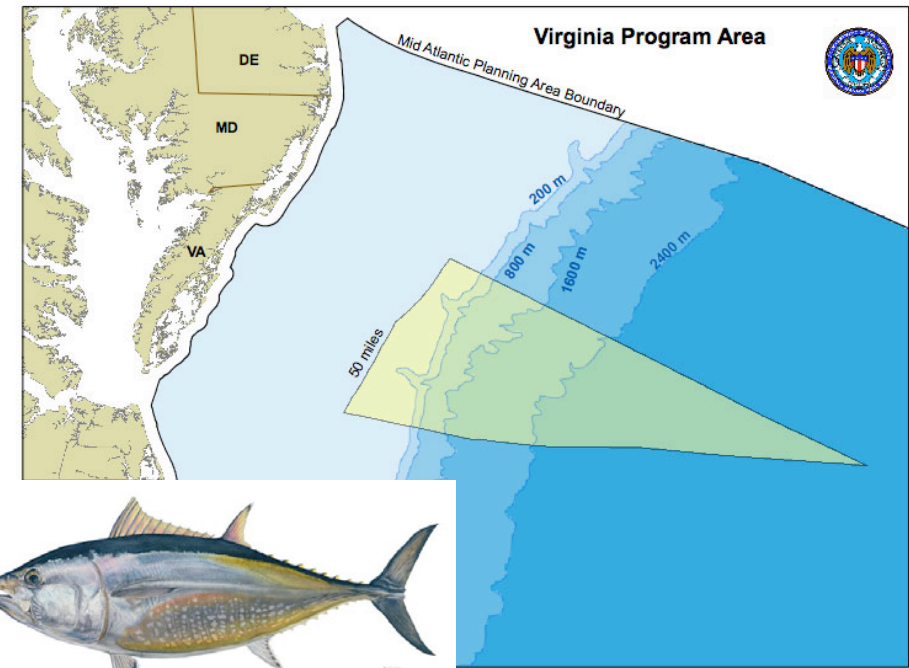 Virginia Program Area
Mid Atlantic Planning Area Boundary
DE
MD
VA
200 m
800 m
1600 m
2400 m
50 miles